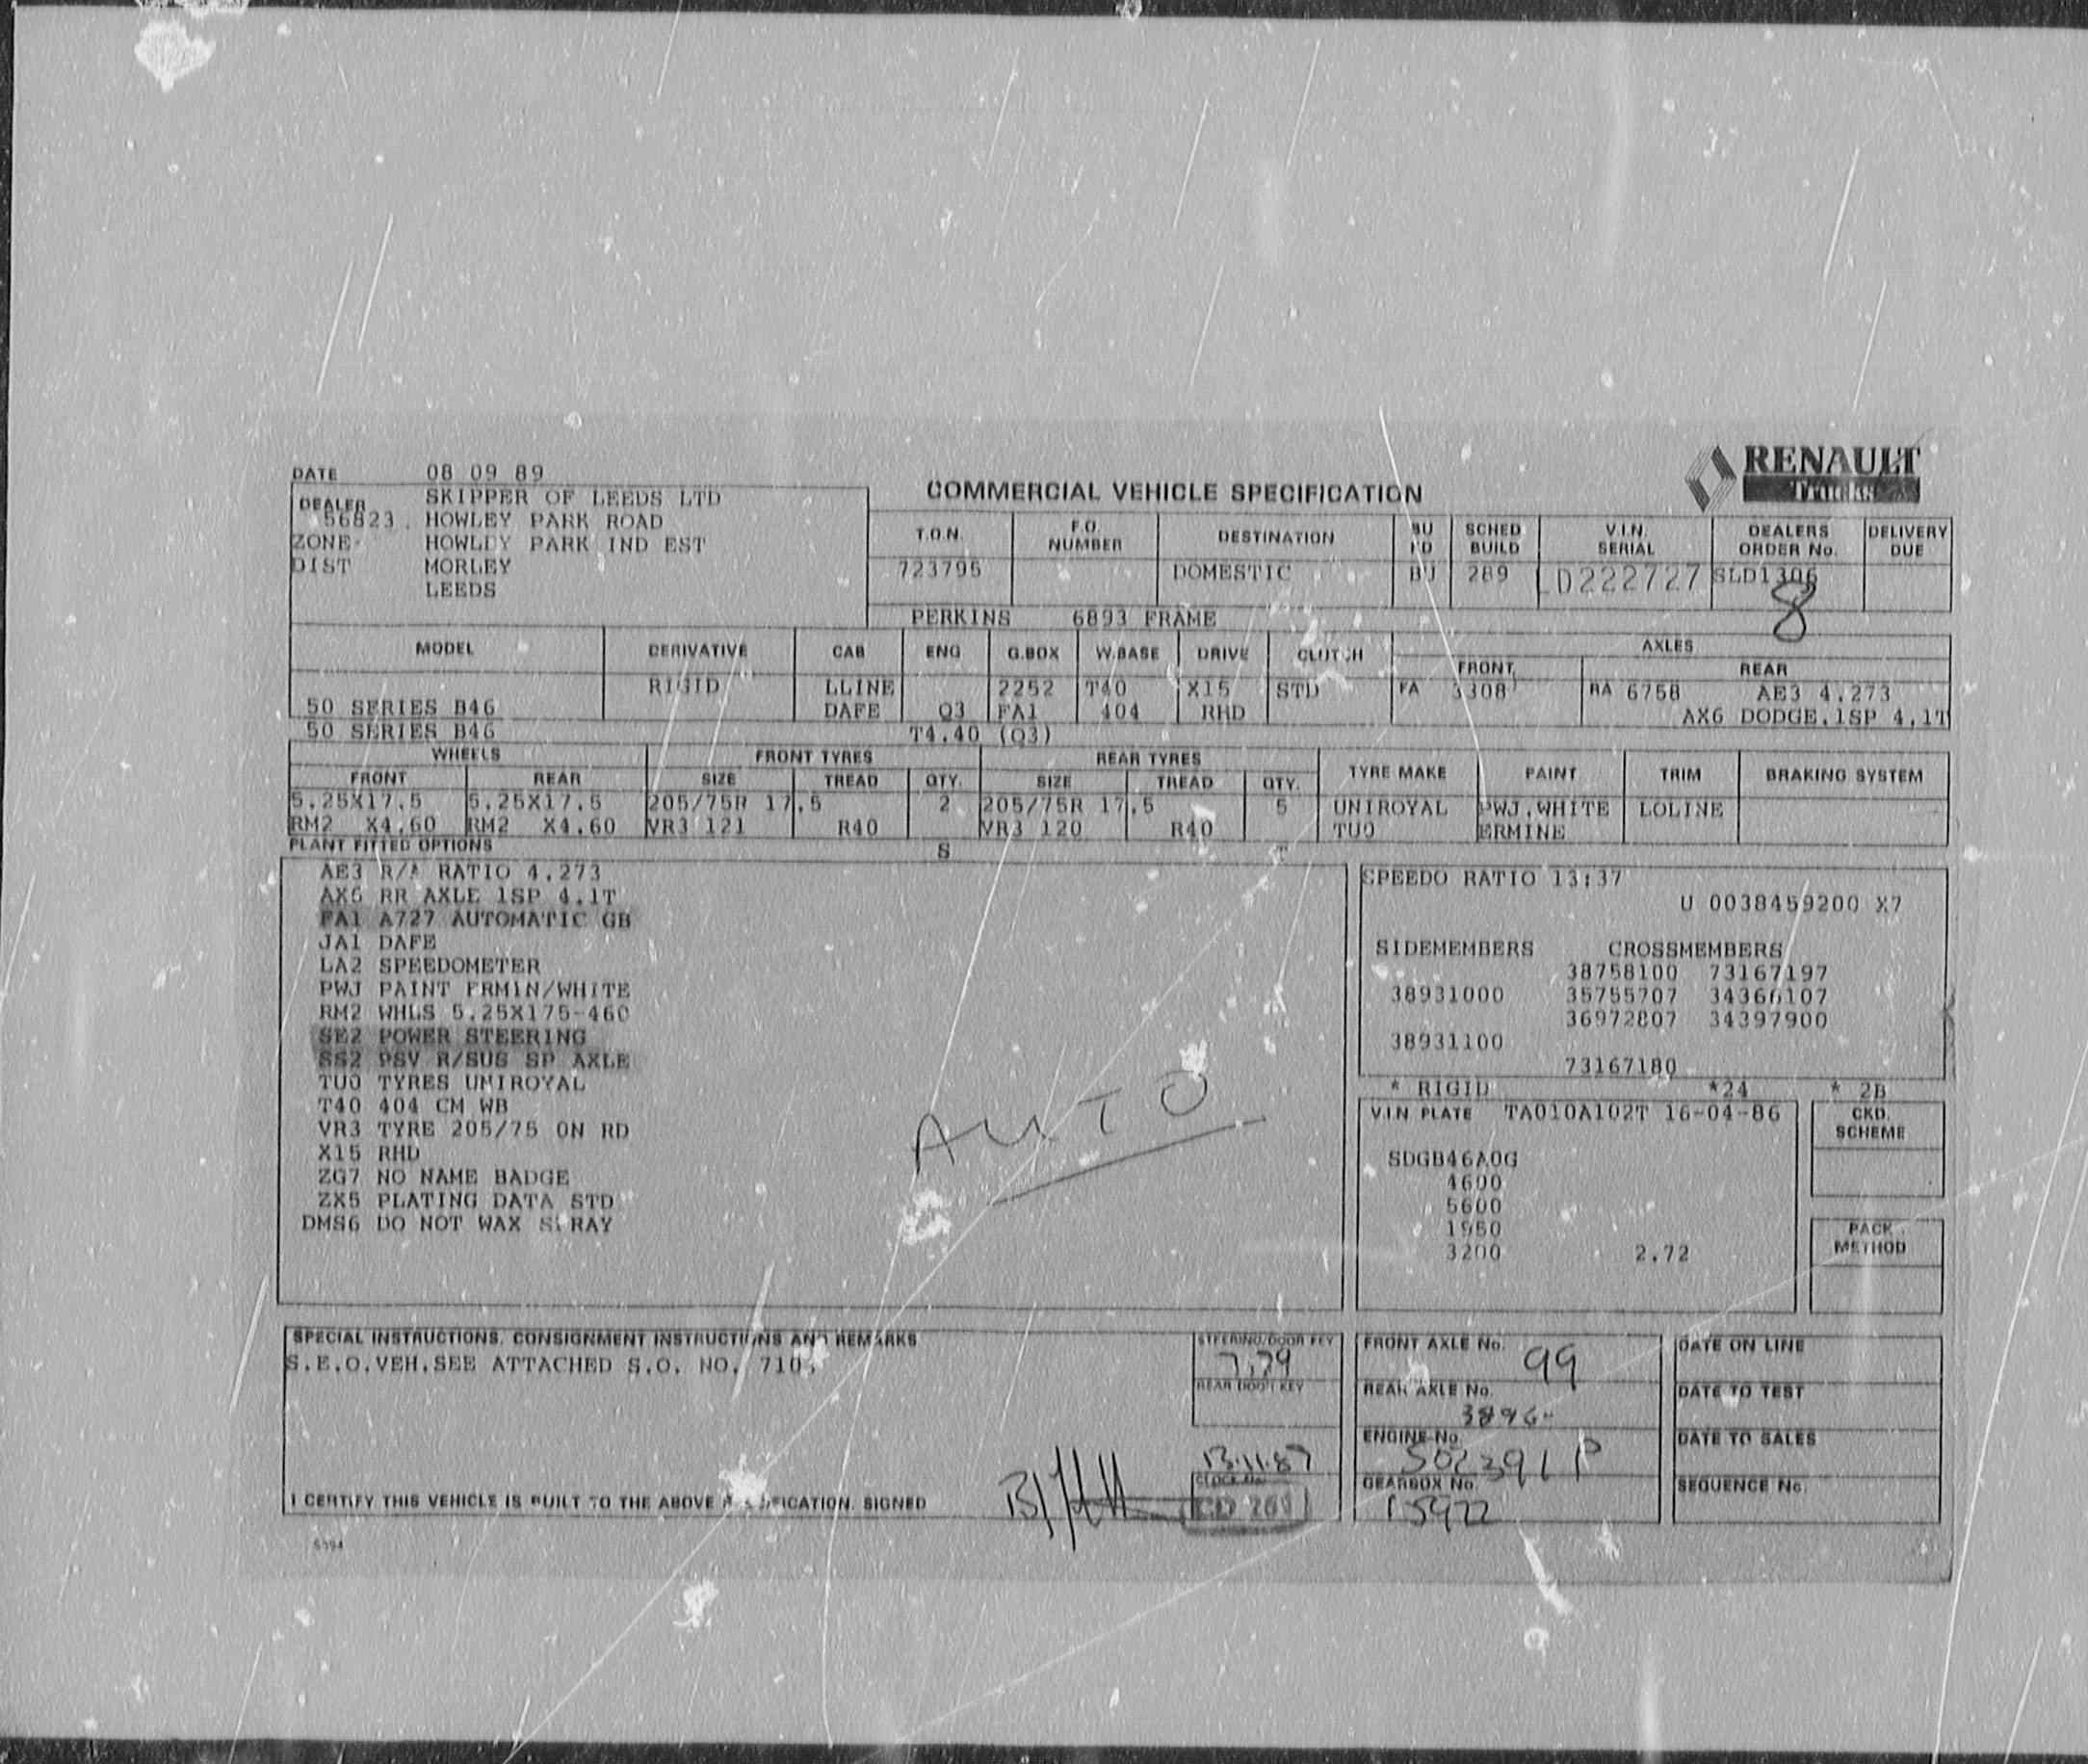 DATE 08 09 89
DEALER SKIPPER OF LEEDS LTD
56823 HOWLEY PARK ROAD
ZONE HOWLEY PARK IND EST
DIST MORLEY
LEEDS
COMMERCIAL VEHICLE SPECIFICATION
RENAULT
Trucks
T.O.N. F.O. NUMBER DESTINATION SCHED BUILD V.I.N. SERIAL DEALERS ORDER No. DELIVERY DUE
723795 DOMESTIC BJ 289 D222727 SLD1306
8
PERKINS 6893 FRAME
MODEL DERIVATIVE CAB ENG G.BOX W.BASE DRIVE CLUTCH AXLES
FRONT REAR
RIGID LLINE 2252 T40 X15 STD FA 3308 RA 6758 AE3 4.273
50 SERIES B46 DAFE Q3 FA1 404 RHD AX6 DODGE.1SP 4.1T
50 SERIES B46 T4.40 (Q3)
WHEELS FRONT TYRES REAR TYRES TYRE MAKE PAINT TRIM BRAKING SYSTEM
FRONT REAR SIZE TREAD QTY. SIZE TREAD QTY.
5.25X17.5 5.25X17.5 205/75R 17.5 2 205/75R 17.5 5 UNIROYAL PWJ.WHITE LOLINE
RM2 X4.60 RM2 X4.60 VR3 121 R40 VR3 120 R40 TU0 ERMINE
PLANT FITTED OPTIONS S T
AE3 R/A RATIO 4.273
AX6 RR AXLE 1SP 4.1T
FA1 A727 AUTOMATIC GB
JA1 DAFE
LA2 SPEEDOMETER
PWJ PAINT ERMIN/WHITE
RM2 WHLS 5.25X175-460
SE2 POWER STEERING
SS2 PSV R/SUS SP AXLE
TU0 TYRES UNIROYAL
T40 404 CM WB
VR3 TYRE 205/75 ON RD
X15 RHD
ZG7 NO NAME BADGE
ZX5 PLATING DATA STD
DMS6 DO NOT WAX SPRAY
AUTO
SPEEDO RATIO 13:37
U 0038459200 X7
SIDEMEMBERS CROSSMEMBERS
38758100 73167197
38931000 35755707 34366107
36972807 34397900
38931100
73167180
* RIGID *24 * 2B
V.I.N PLATE TA010A102T 16-04-86
CKD. SCHEME
SDGB46A0G
4600
5600
1950
3200 2.72
PACK METHOD
SPECIAL INSTRUCTIONS. CONSIGNMENT INSTRUCTIONS AND REMARKS
S.E.O.VEH.SEE ATTACHED S.O. NO. 710
STEERING/DOOR KEY
7.79
REAR DOOR KEY
13.11.87
CLOCK No.
CD 261
I CERTIFY THIS VEHICLE IS BUILT TO THE ABOVE SPECIFICATION. SIGNED
FRONT AXLE No. 99
REAR AXLE No.
3896
ENGINE No.
502391 P
GEARBOX No.
15922
DATE ON LINE
DATE TO TEST
DATE TO SALES
SEQUENCE No.